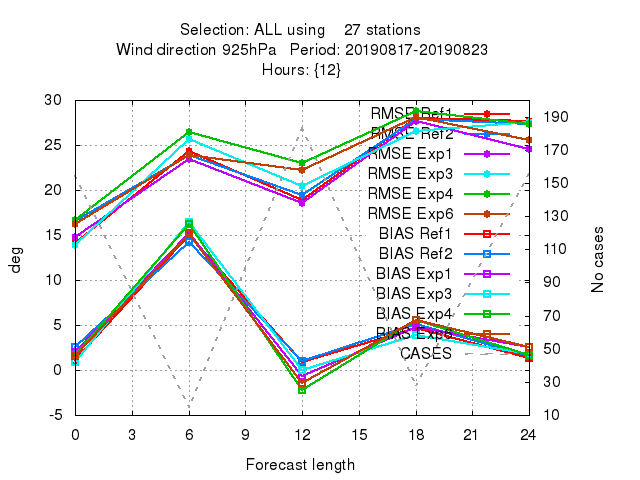 Selection: ALL using 27 stations
Wind direction 925hPa Period: 20190817-20190823
Hours: {12}
30
25
20
15
10
5
0
-5
deg
190
170
150
130
110
90
70
50
30
10
No cases
RMSE Ref1
RMSE Ref2
RMSE Exp1
RMSE Exp3
RMSE Exp4
RMSE Exp6
BIAS Ref1
BIAS Ref2
BIAS Exp1
BIAS Exp3
BIAS Exp4
BIAS Exp6
CASES
0 3 6 9 12 15 18 21 24
Forecast length